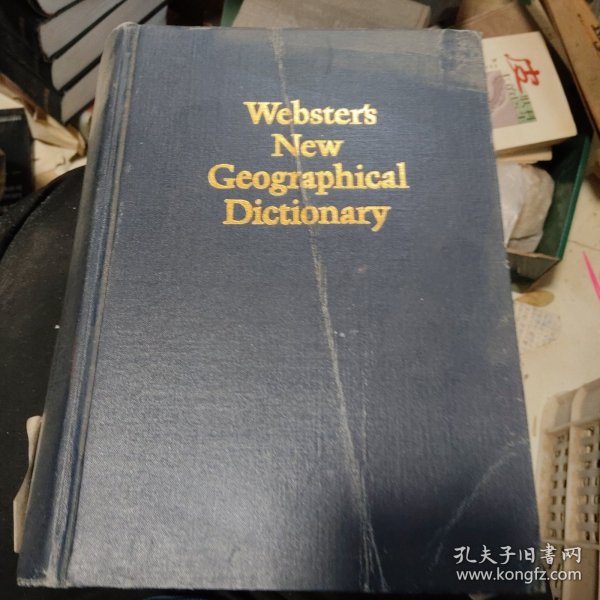 Webster's
New
Geographical
Dictionary
孔夫子旧书网
www.kongfz.com